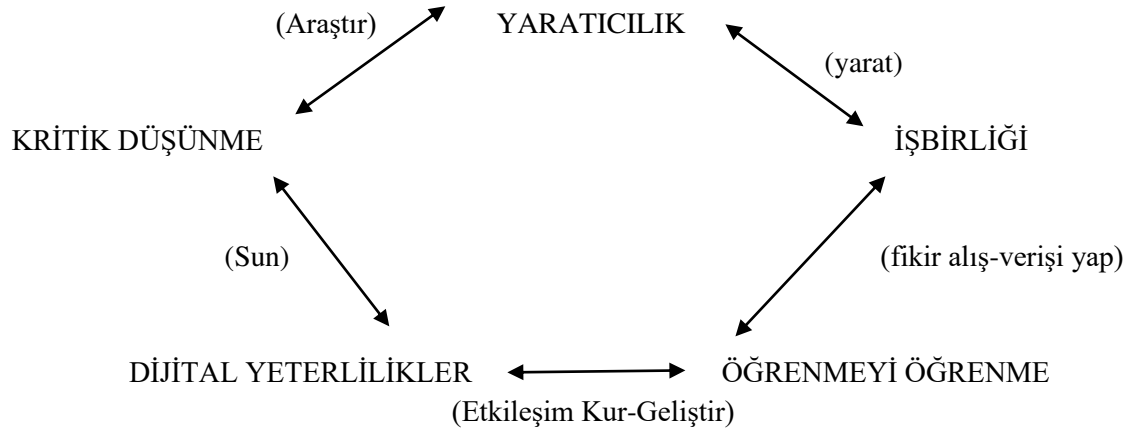 (Araştır)
YARATICILIK
(yarat)
KRİTİK DÜŞÜNME
İŞBİRLİĞİ
(Sun)
(fikir alış-verişi yap)
DİJİTAL YETERLİLİKLER
ÖĞRENMEYİ ÖĞRENME
(Etkileşim Kur-Geliştir)